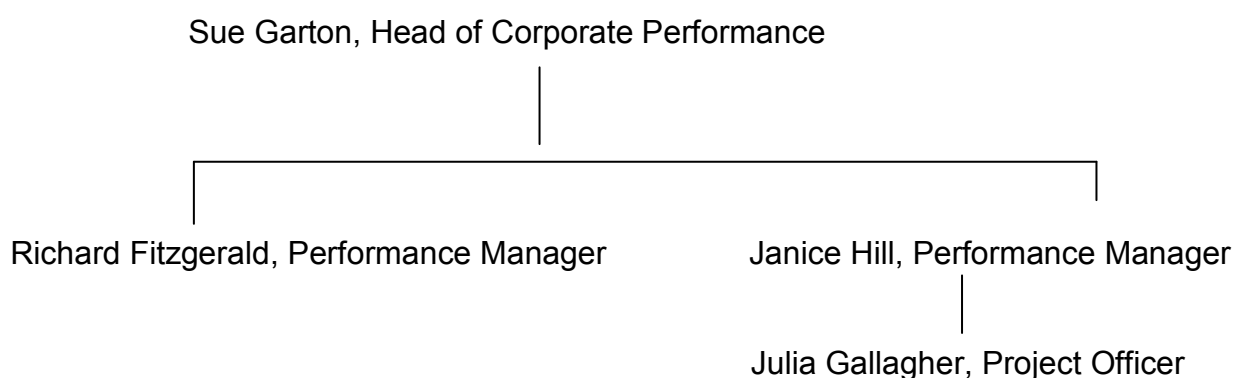 Sue Garton, Head of Corporate Performance
Richard Fitzgerald, Performance Manager
Janice Hill, Performance Manager
Julia Gallagher, Project Officer